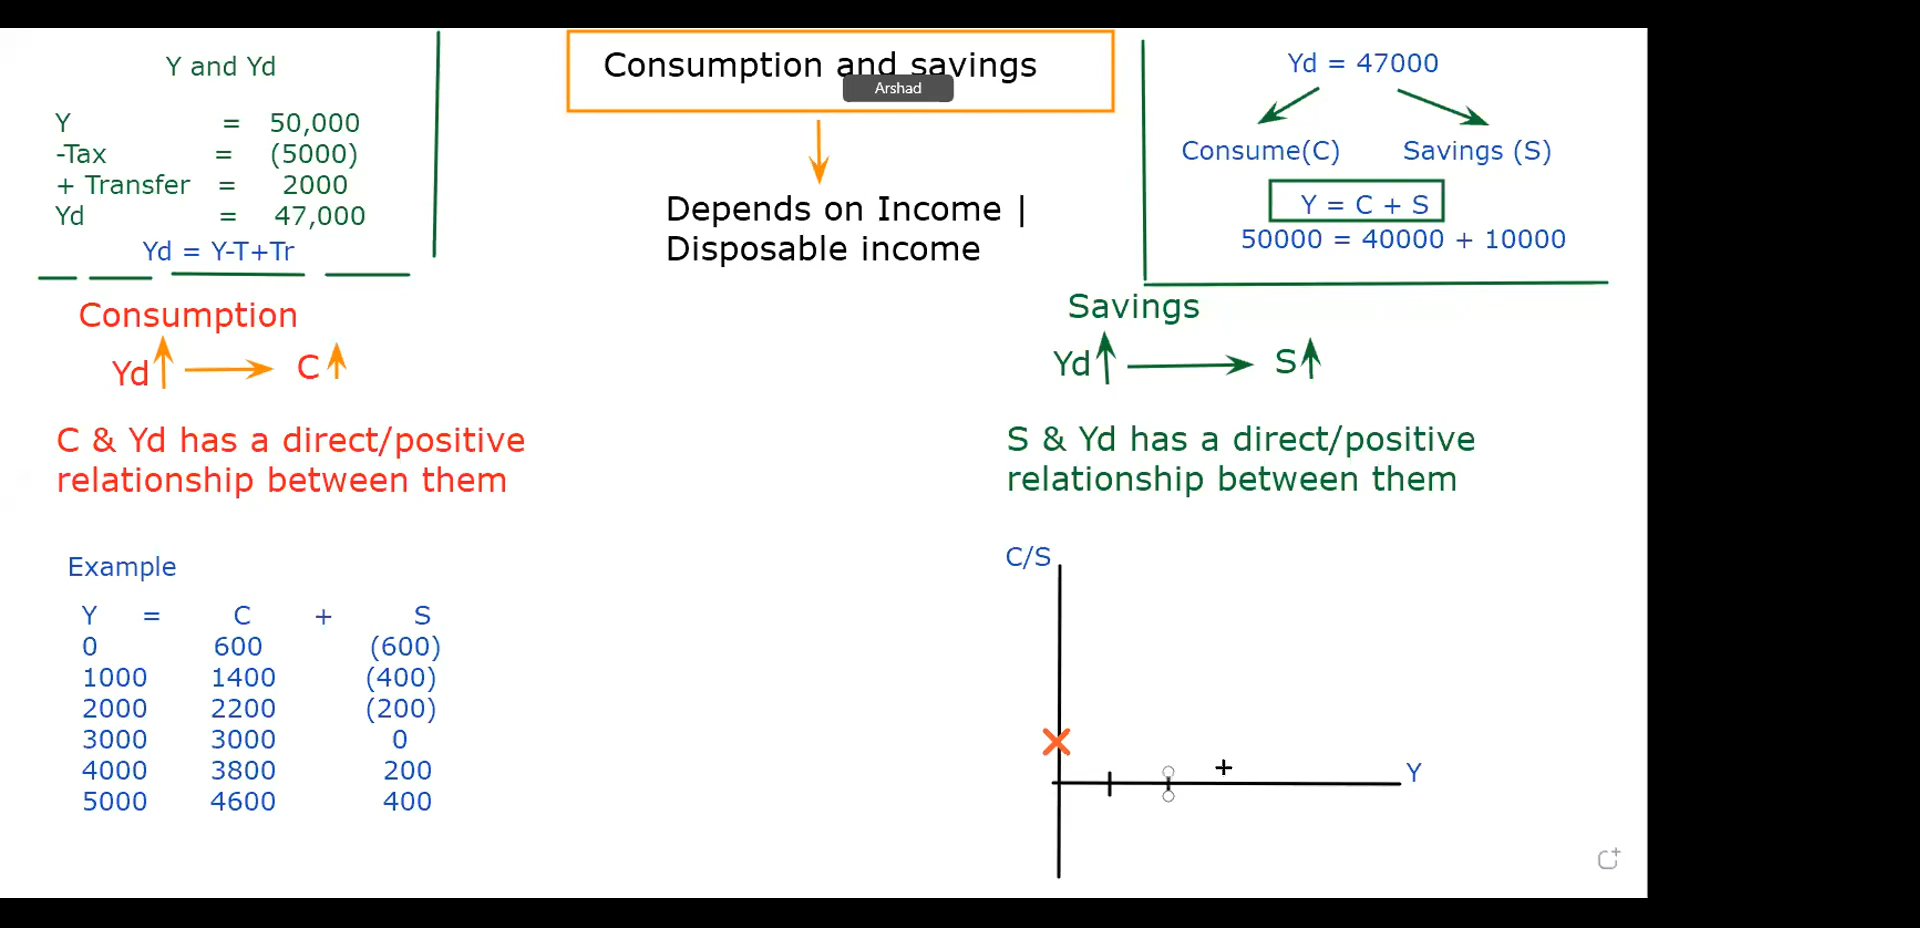 Y and Yd
Y = 50,000
-Tax = (5000)
+ Transfer = 2000
Yd = 47,000
Yd = Y-T+Tr
Consumption and savings
Arshad
Depends on Income |
Disposable income
Yd = 47000
Consume(C) Savings (S)
Y = C + S
50000 = 40000 + 10000
Consumption
Yd C
C & Yd has a direct/positive
relationship between them
Savings
Yd S
S & Yd has a direct/positive
relationship between them
Example
Y = C + S
0 600 (600)
1000 1400 (400)
2000 2200 (200)
3000 3000 0
4000 3800 200
5000 4600 400
C/S
Y